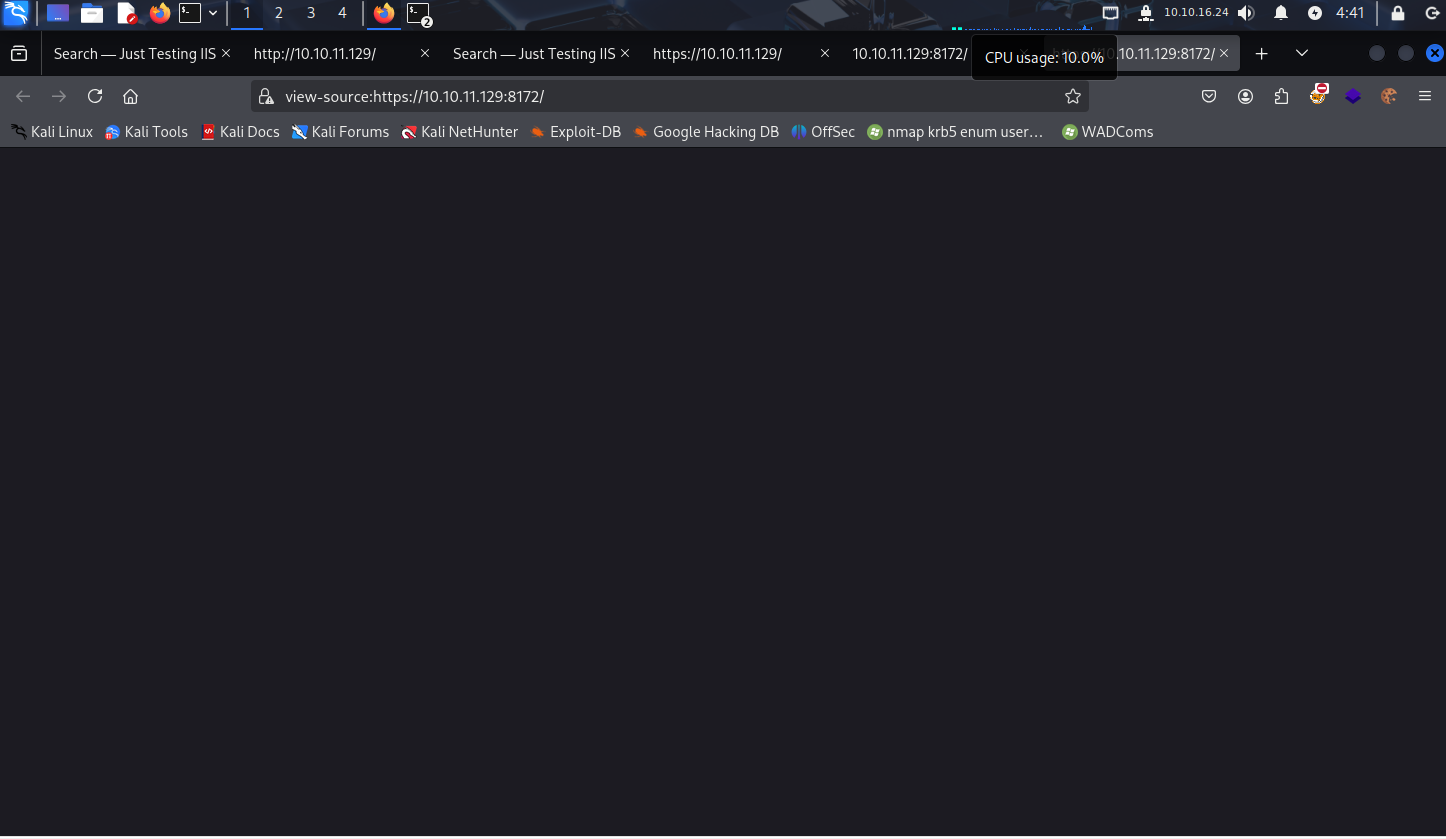 1 2 3 4 2 10.10.16.24 4:41
Search — Just Testing IIS http://10.10.11.129/ Search — Just Testing IIS https://10.10.11.129/ 10.10.11.129:8172/ .10.11.129:8172/
CPU usage: 10.0%
view-source:https://10.10.11.129:8172/
Kali Linux Kali Tools Kali Docs Kali Forums Kali NetHunter Exploit-DB Google Hacking DB OffSec nmap krb5 enum user… WADComs